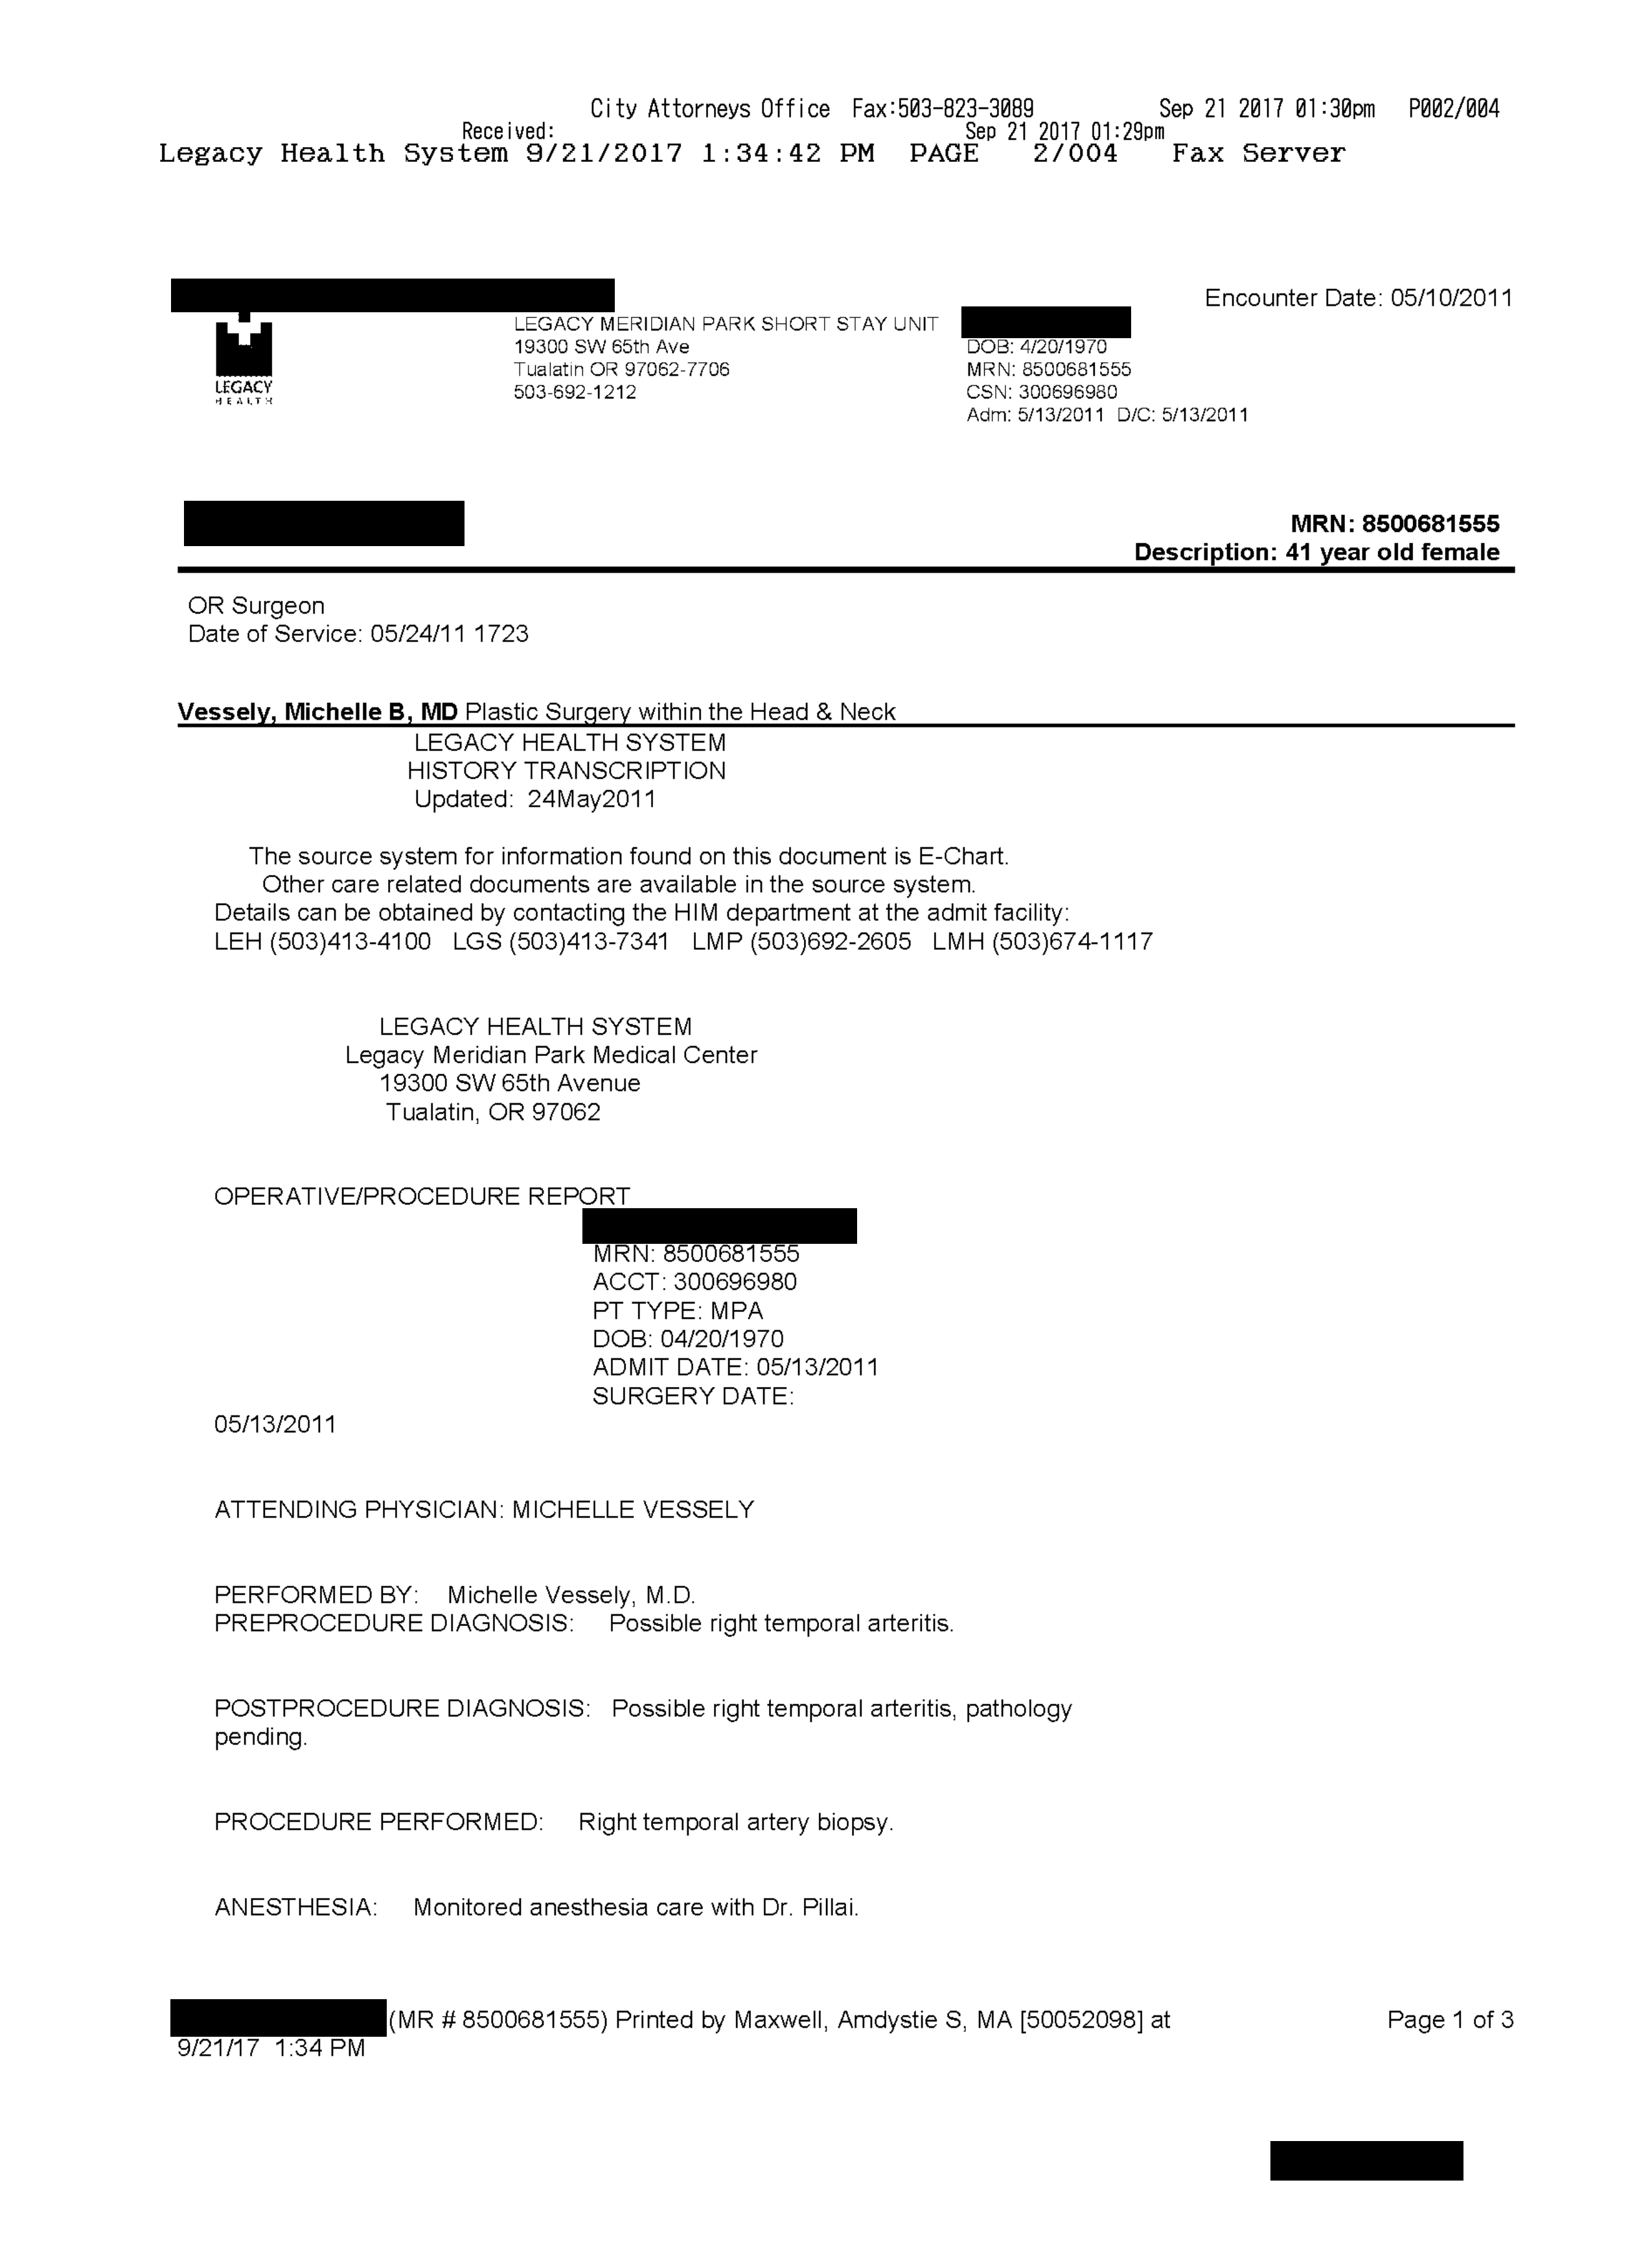 City Attorneys Office Fax:503-823-3089 Sep 21 2017 01:30pm P002/004
Received: Sep 21 2017 01:29pm
Legacy Health System 9/21/2017 1:34:42 PM PAGE 2/004 Fax Server
Encounter Date: 05/10/2011
LEGACY HEALTH
LEGACY MERIDIAN PARK SHORT STAY UNIT
19300 SW 65th Ave
Tualatin OR 97062-7706
503-692-1212
DOB: 4/20/1970
MRN: 8500681555
CSN: 300696980
Adm: 5/13/2011 D/C: 5/13/2011
MRN: 8500681555
Description: 41 year old female
OR Surgeon
Date of Service: 05/24/11 1723
Vessely, Michelle B, MD Plastic Surgery within the Head & Neck
LEGACY HEALTH SYSTEM
HISTORY TRANSCRIPTION
Updated: 24May2011
The source system for information found on this document is E-Chart.
Other care related documents are available in the source system.
Details can be obtained by contacting the HIM department at the admit facility:
LEH (503)413-4100 LGS (503)413-7341 LMP (503)692-2605 LMH (503)674-1117
LEGACY HEALTH SYSTEM
Legacy Meridian Park Medical Center
19300 SW 65th Avenue
Tualatin, OR 97062
OPERATIVE/PROCEDURE REPORT
MRN: 8500681555
ACCT: 300696980
PT TYPE: MPA
DOB: 04/20/1970
ADMIT DATE: 05/13/2011
SURGERY DATE:
05/13/2011
ATTENDING PHYSICIAN: MICHELLE VESSELY
PERFORMED BY: Michelle Vessely, M.D.
PREPROCEDURE DIAGNOSIS: Possible right temporal arteritis.
POSTPROCEDURE DIAGNOSIS: Possible right temporal arteritis, pathology
pending.
PROCEDURE PERFORMED: Right temporal artery biopsy.
ANESTHESIA: Monitored anesthesia care with Dr. Pillai.
(MR # 8500681555) Printed by Maxwell, Amdystie S, MA [50052098] at Page 1 of 3
9/21/17 1:34 PM